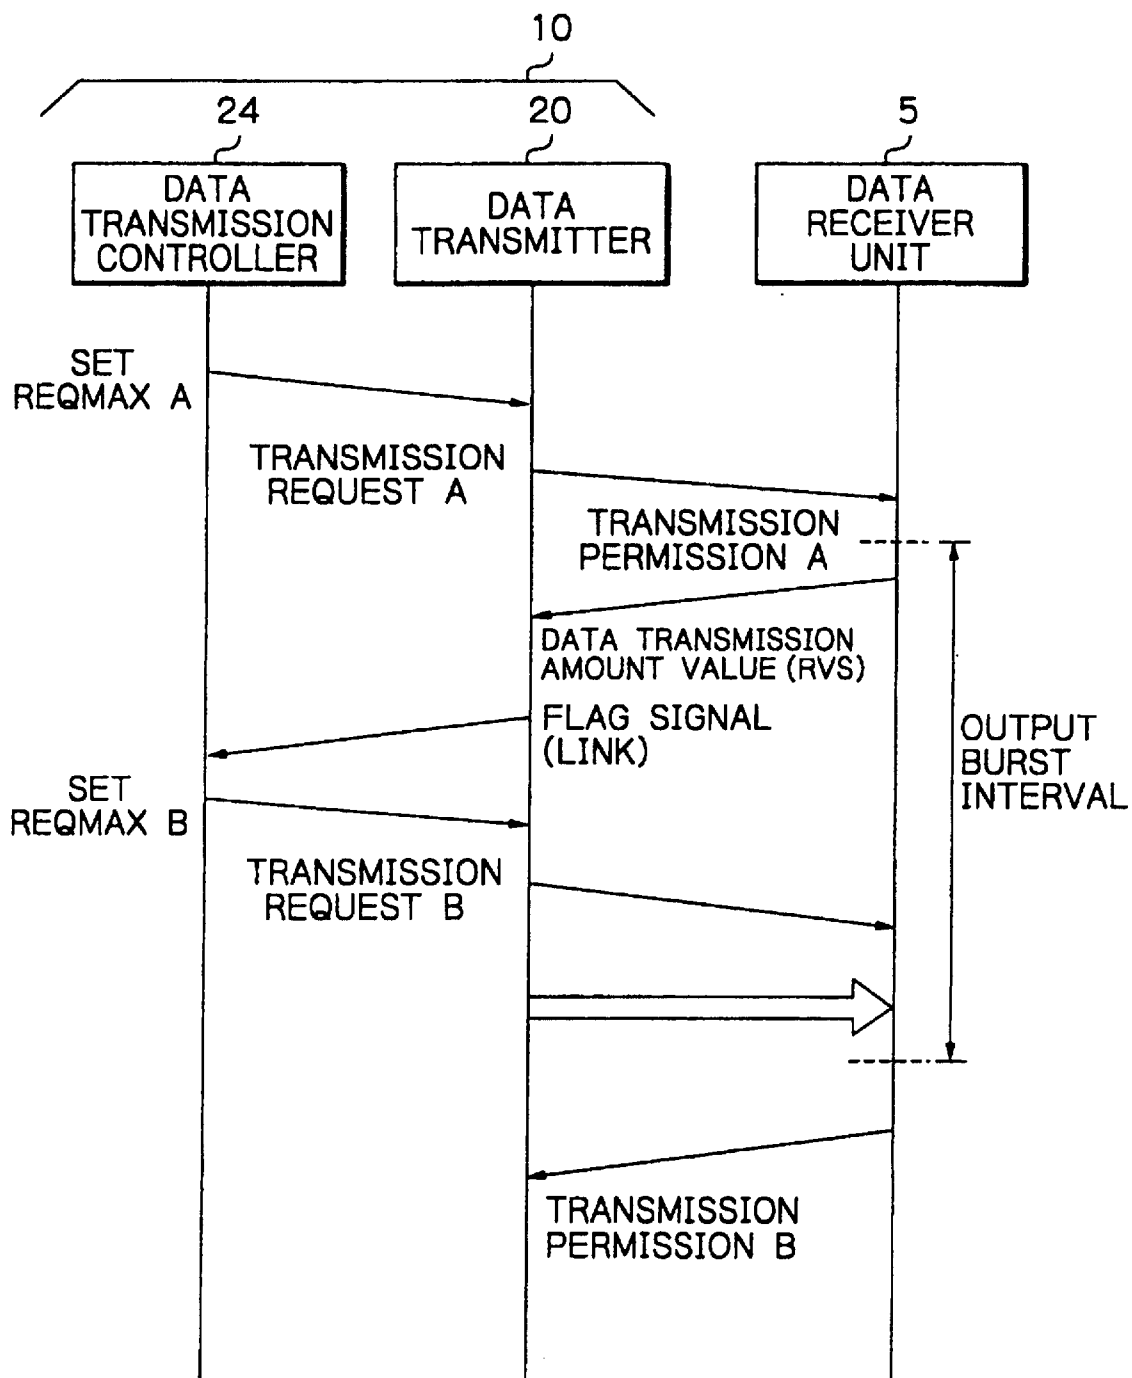 10
24
20
5
DATA
TRANSMISSION
CONTROLLER
DATA
TRANSMITTER
DATA
RECEIVER
UNIT
SET
REQMAX A
TRANSMISSION
REQUEST A
TRANSMISSION
PERMISSION A
DATA TRANSMISSION
AMOUNT VALUE (RVS)
FLAG SIGNAL
(LINK)
OUTPUT
BURST
INTERVAL
SET
REQMAX B
TRANSMISSION
REQUEST B
TRANSMISSION
PERMISSION B